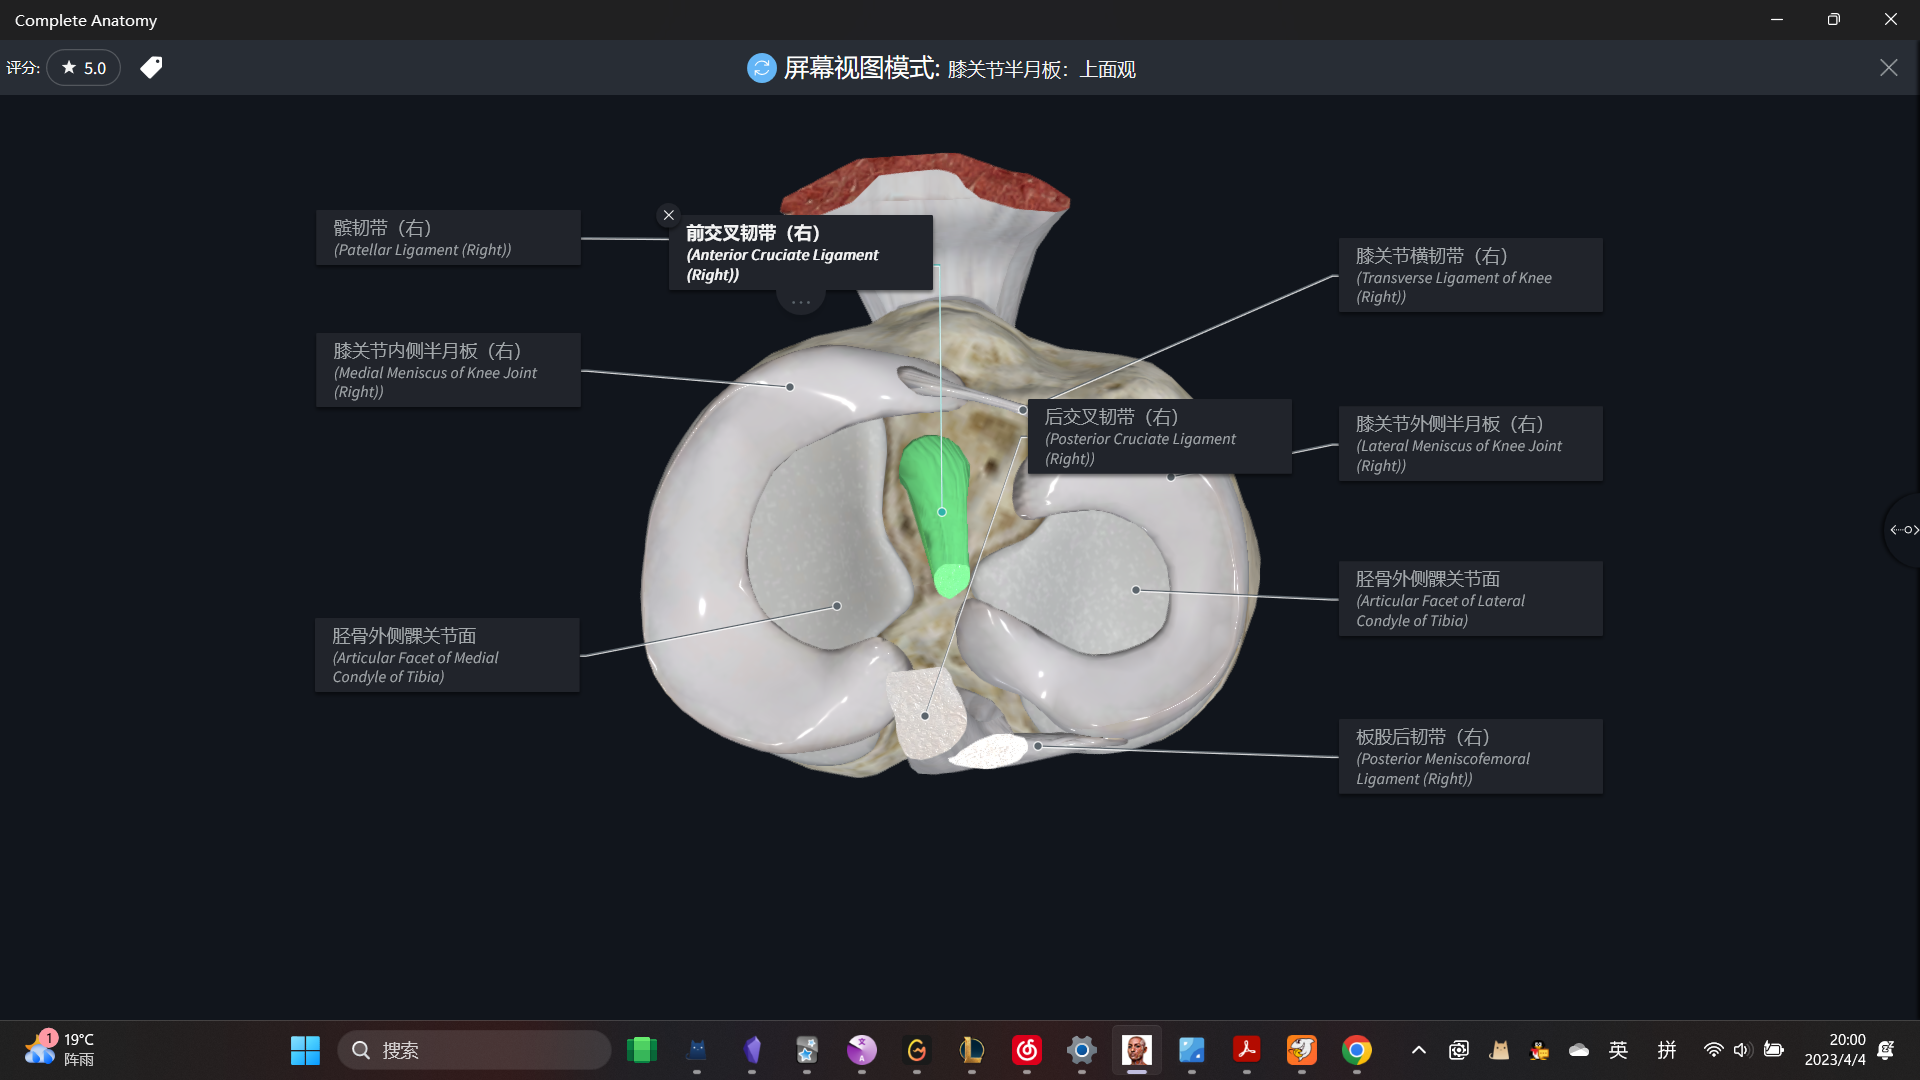 Complete Anatomy
评分: ★ 5.0
屏幕视图模式: 膝关节半月板：上面观
髌韧带（右）
(Patellar Ligament (Right))
前交叉韧带（右）
(Anterior Cruciate Ligament
(Right))
...
膝关节横韧带（右）
(Transverse Ligament of Knee
(Right))
膝关节内侧半月板（右）
(Medial Meniscus of Knee Joint
(Right))
后交叉韧带（右）
(Posterior Cruciate Ligament
(Right))
膝关节外侧半月板（右）
(Lateral Meniscus of Knee Joint
(Right))
胫骨外侧髁关节面
(Articular Facet of Lateral
Condyle of Tibia)
胫骨外侧髁关节面
(Articular Facet of Medial
Condyle of Tibia)
板股后韧带（右）
(Posterior Meniscofemoral
Ligament (Right))
1
19°C
阵雨
搜索
英
拼
20:00
2023/4/4